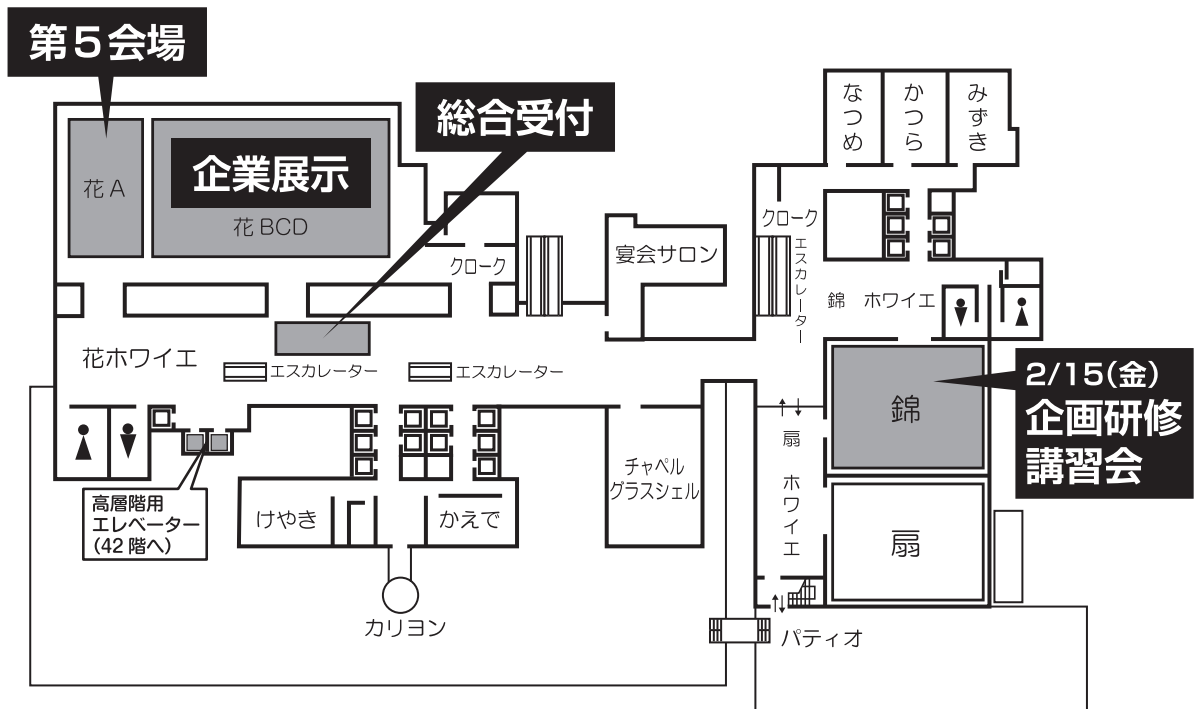 第5会場
総合受付
企業展示
花A
花BCD
クローク
宴会サロン
なつめ
かつら
みずき
クローク
エスカレーター
錦 ホワイエ
花ホワイエ
エスカレーター
エスカレーター
2/15(金)
企画研修
講習会
錦
扇 ホワイエ
扇
チャペル
グラスシェル
高層階用
エレベーター
(42階へ)
けやき
かえで
カリヨン
パティオ